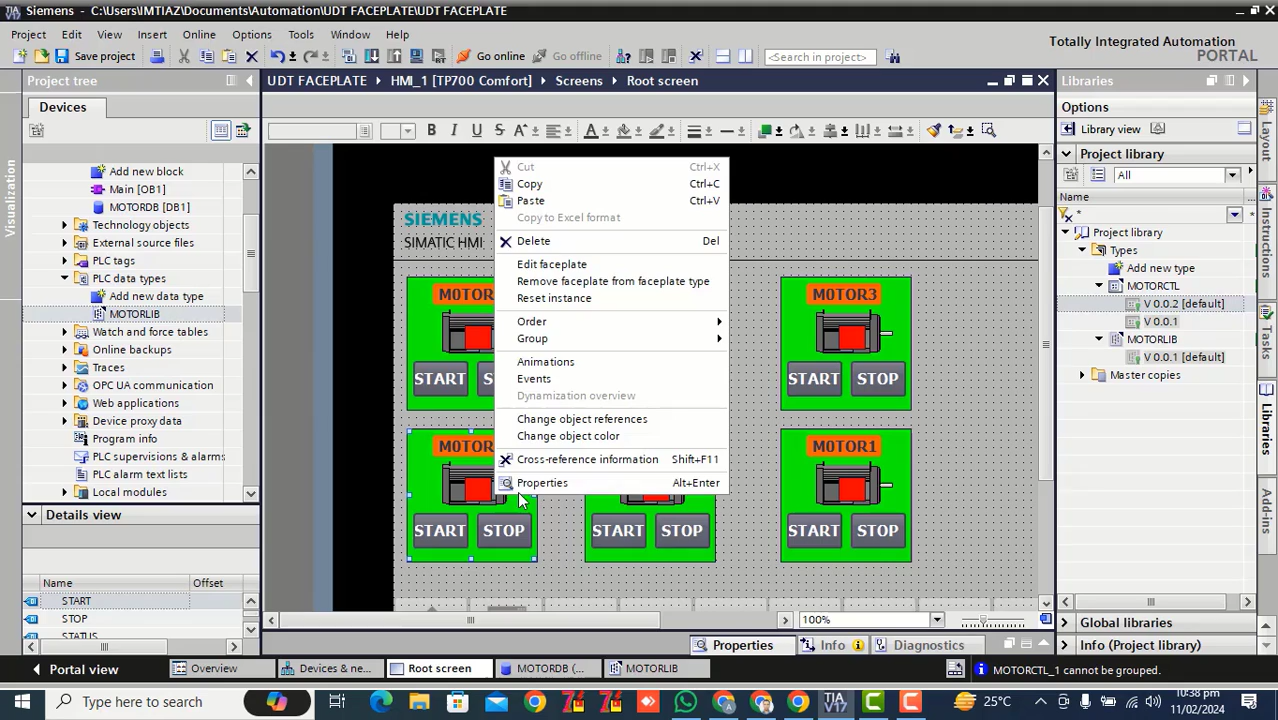 Siemens - C:\Users\IMTIAZ\Documents\Automation\UDT FACEPLATE\UDT FACEPLATE
Project Edit View Insert Online Options Tools Window Help
Totally Integrated Automation
PORTAL
Save project Go online Go offline <Search in project>
Project tree
UDT FACEPLATE HMI_1 [TP700 Comfort] Screens Root screen
Libraries
Devices
Options
Library view
Project library
All
Name
*
Visualization
Add new block
Main [OB1]
MOTORDB [DB1]
Technology objects
External source files
PLC tags
PLC data types
Add new data type
MOTORLIB
Watch and force tables
Online backups
Traces
OPC UA communication
Web applications
Device proxy data
Program info
PLC supervisions & alarms
PLC alarm text lists
Local modules
Details view
Name Offset
START
STOP
STATUS
SIEMENS
SIMATIC HMI
MOTOR
START
MOTOR3
START STOP
MOTOR
START STOP
START STOP
MOTOR1
START STOP
Cut Ctrl+X
Copy Ctrl+C
Paste Ctrl+V
Copy to Excel format
Delete Del
Edit faceplate
Remove faceplate from faceplate type
Reset instance
Order
Group
Animations
Events
Dynamization overview
Change object references
Change object color
Cross-reference information Shift+F11
Properties Alt+Enter
100%
Properties Info Diagnostics
Project library
Types
Add new type
MOTORCTL
V 0.0.2 [default]
V 0.0.1
MOTORLIB
V 0.0.1 [default]
Master copies
Global libraries
Info (Project library)
Layout
Instructions
Tasks
Libraries
Add-ins
Portal view Overview Devices & ne... Root screen MOTORDB (... MOTORLIB
MOTORCTL_1 cannot be grouped.
Type here to search
25°C
10:38 pm
11/02/2024